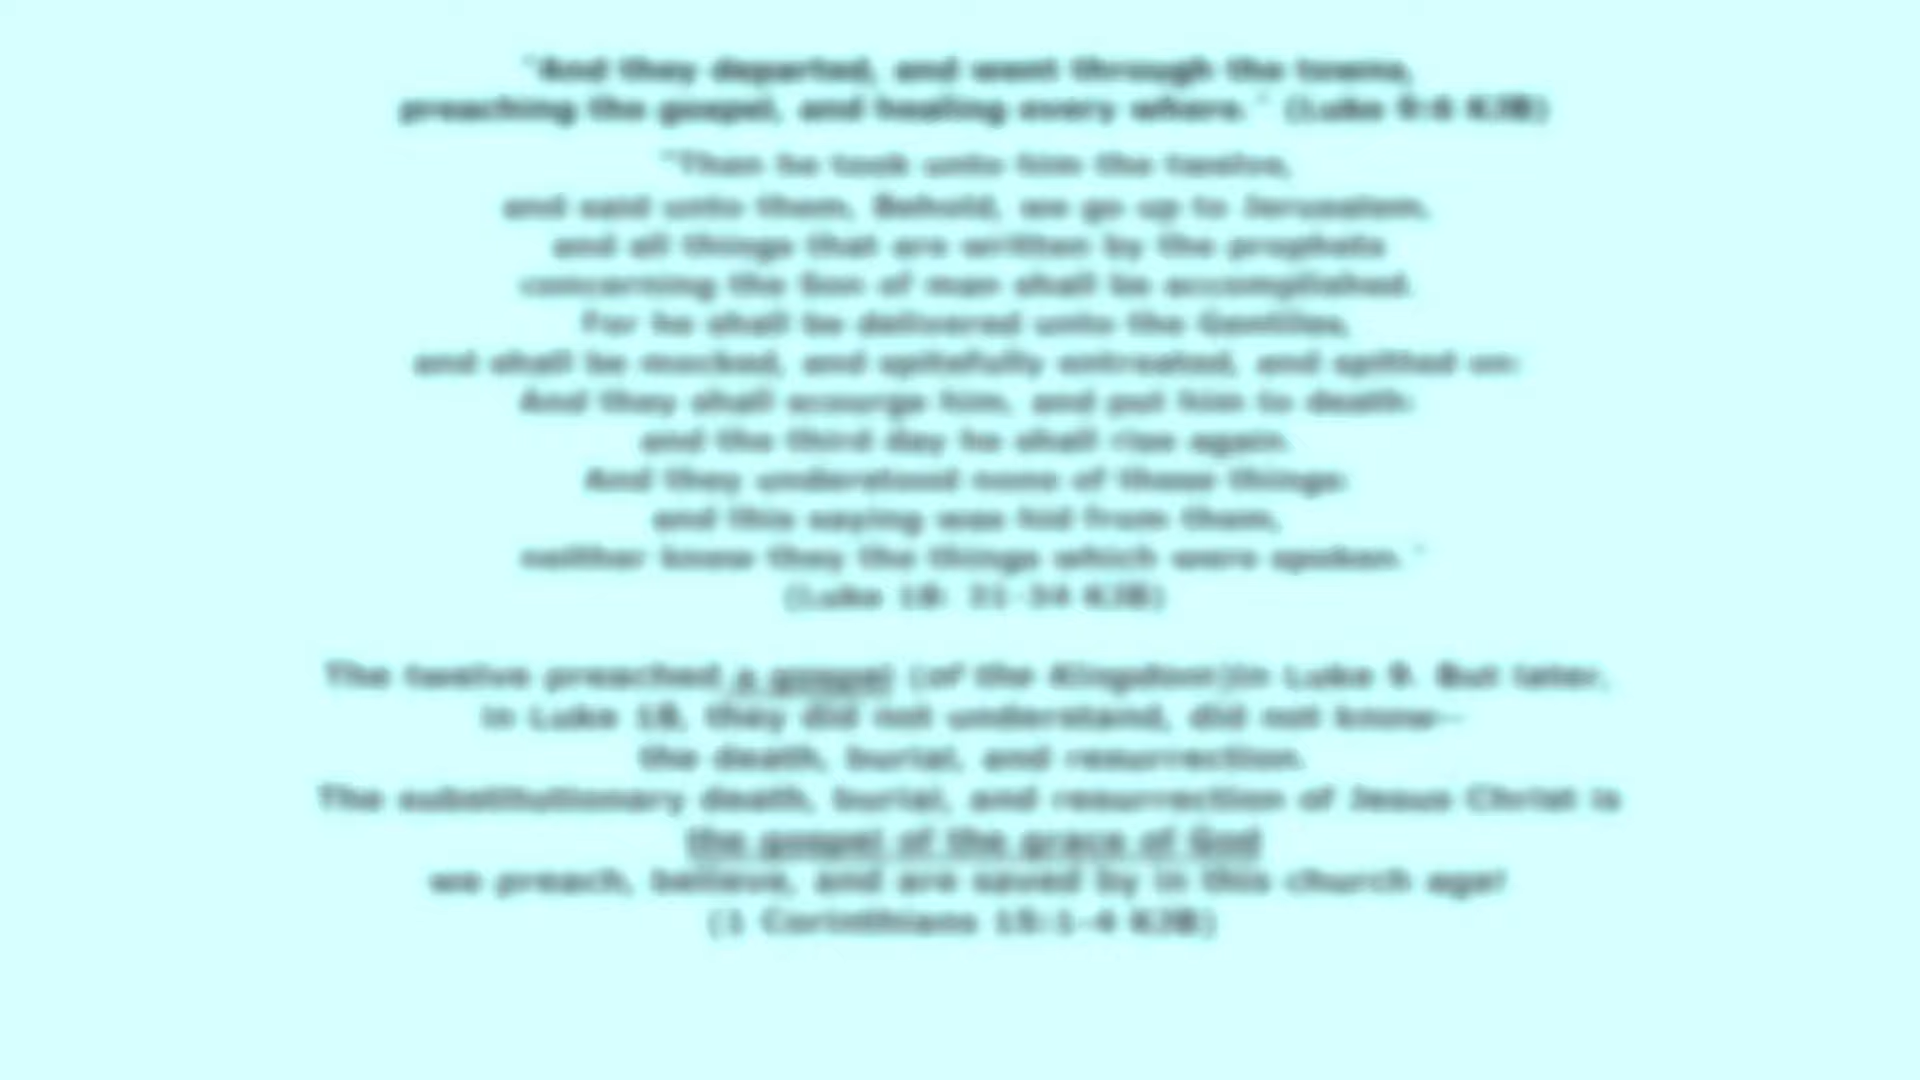 "And they departed, and went through the towns,
preaching the gospel, and healing every where." (Luke 9:6 KJB)
"Then he took unto him the twelve,
and said unto them, Behold, we go up to Jerusalem,
and all things that are written by the prophets
concerning the Son of man shall be accomplished.
For he shall be delivered unto the Gentiles,
and shall be mocked, and spitefully entreated, and spitted on:
And they shall scourge him, and put him to death:
and the third day he shall rise again.
And they understood none of these things:
and this saying was hid from them,
neither knew they the things which were spoken."
(Luke 18: 31-34 KJB)
The twelve preached a gospel (of the Kingdom)in Luke 9. But later,
in Luke 18, they did not understand, did not know--
the death, burial, and resurrection.
The substitutionary death, burial, and resurrection of Jesus Christ is
the gospel of the grace of God
we preach, believe, and are saved by in this church age!
(1 Corinthians 15:1-4 KJB)